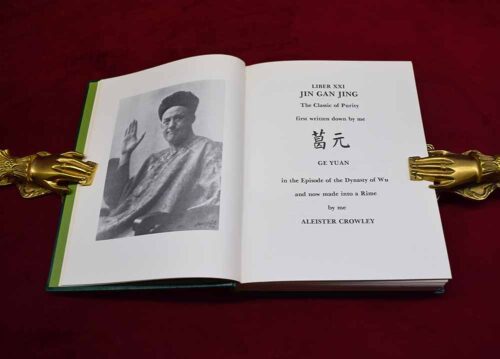 LIBER XXI
JIN GAN JING
The Classic of Purity
first written down by me
葛元
GE YUAN
in the Episode of the Dynasty of Wu
and now made into a Rime
by me
ALEISTER CROWLEY